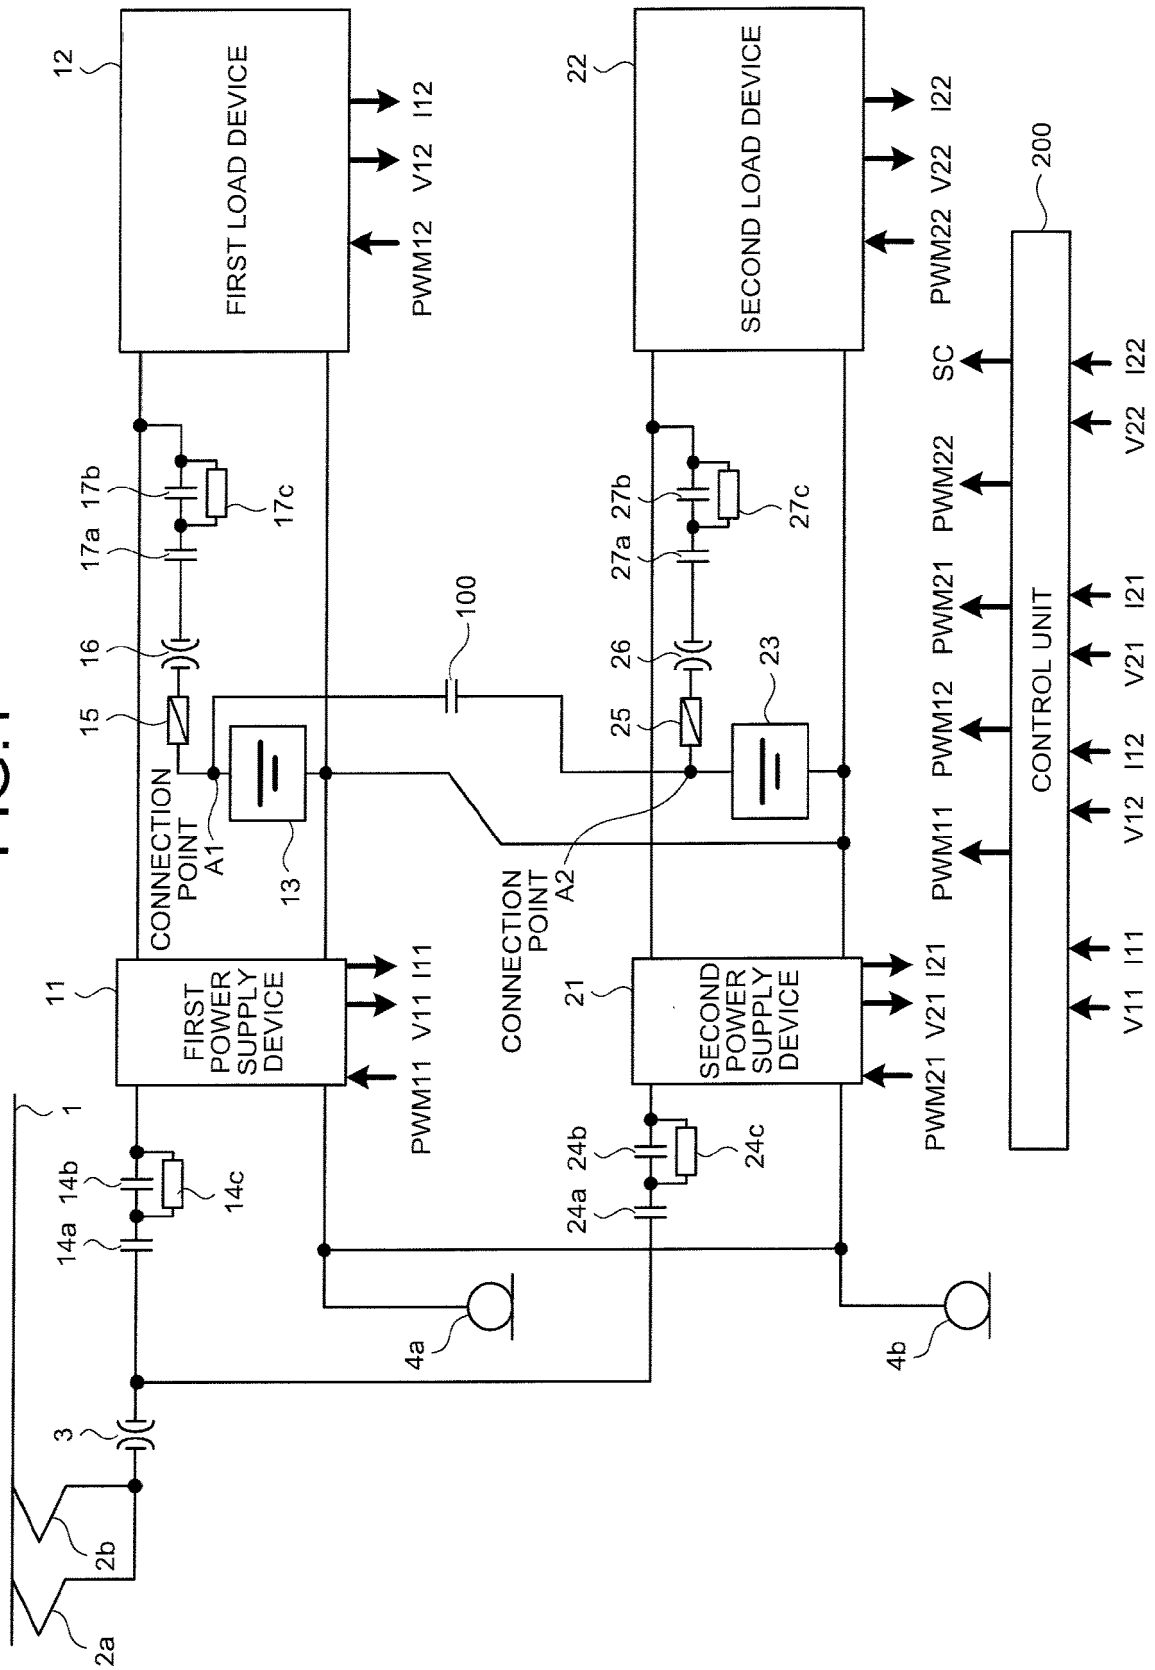 1
2a
2b
3
4a
4b
14a
14b
14c
11
FIRST
POWER
SUPPLY
DEVICE
PWM11
V11
I11
CONNECTION
POINT
A1
13
15
16
17a
17b
17c
12
FIRST LOAD DEVICE
PWM12
V12
I12
100
24a
24b
24c
21
SECOND
POWER
SUPPLY
DEVICE
PWM21
V21
I21
CONNECTION
POINT
A2
23
25
26
27a
27b
27c
22
SECOND LOAD DEVICE
PWM22
V22
I22
200
CONTROL UNIT
PWM11
PWM12
PWM21
PWM22
SC
V11
I11
V12
I12
V21
I21
V22
I22